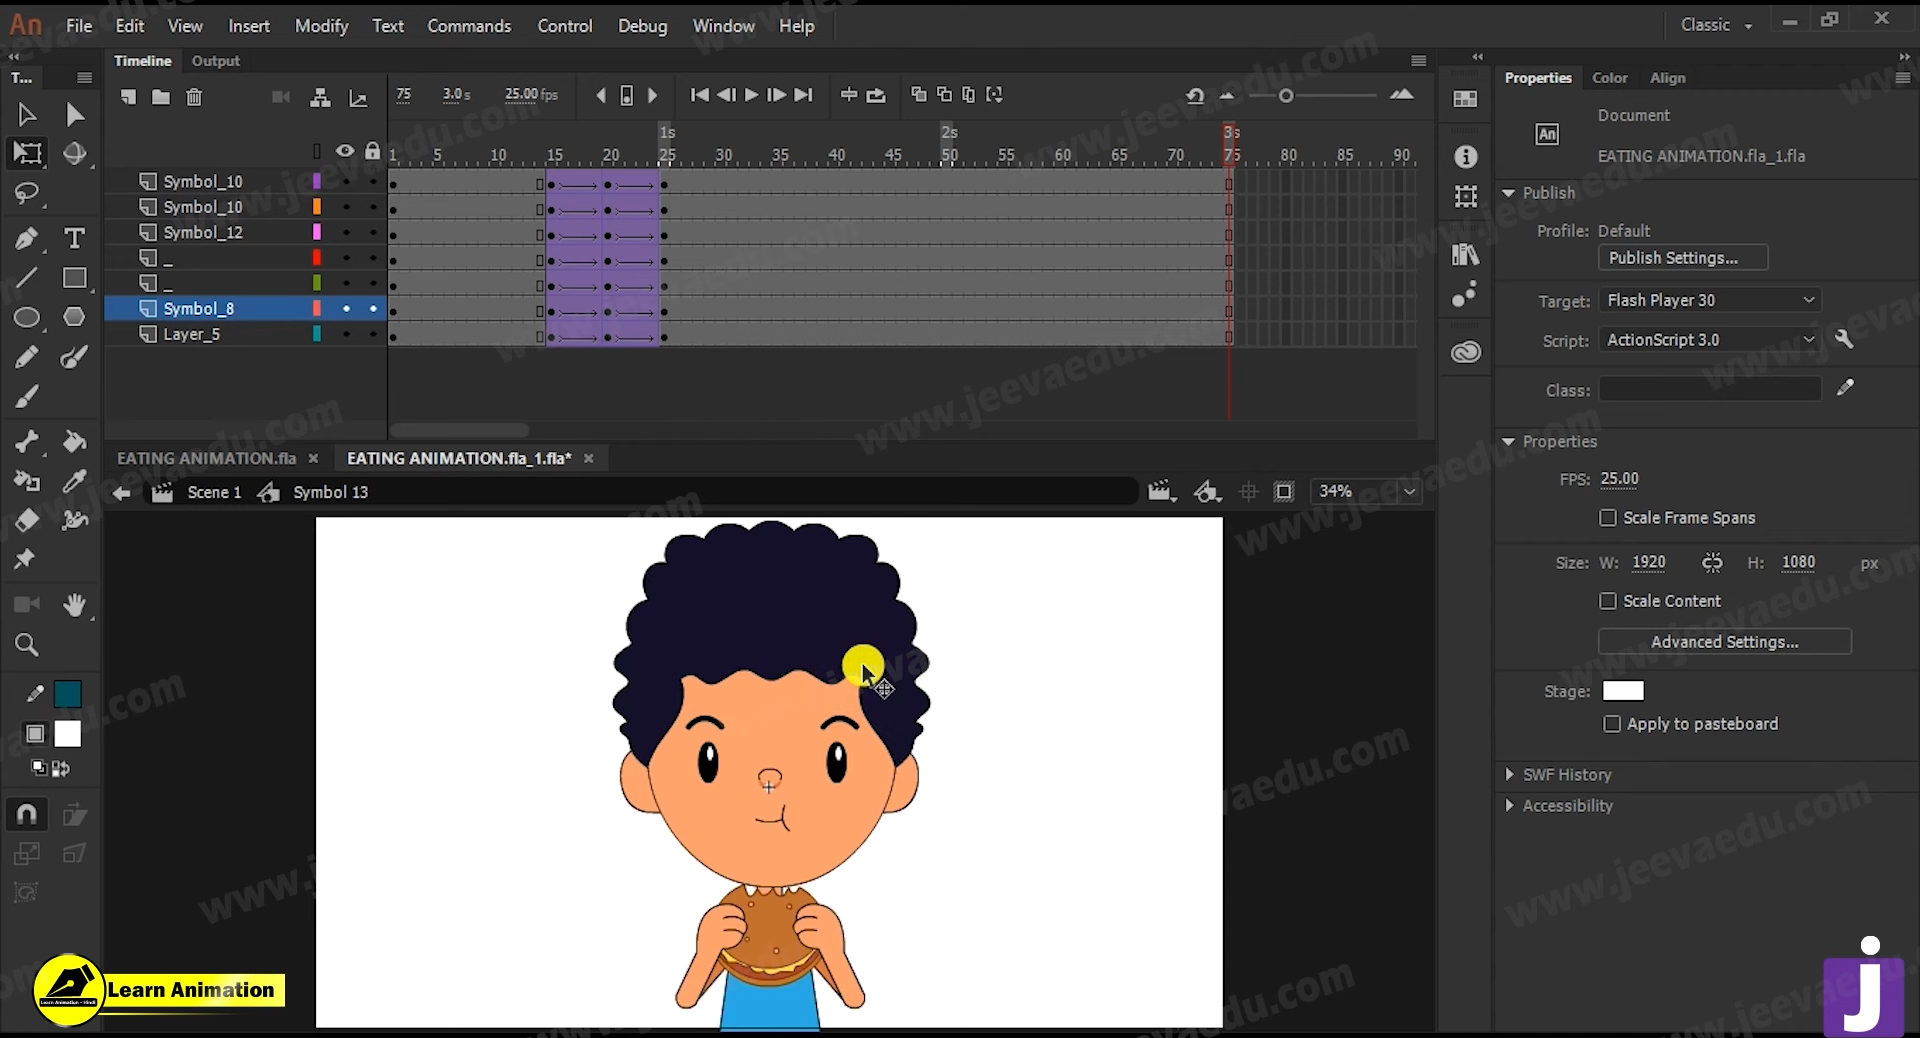 An File Edit View Insert Modify Text Commands Control Debug Window Help Classic
T...
Timeline Output
75 3.0 s 25.00 fps
1s 2s 3s
1 5 10 15 20 25 30 35 40 45 50 55 60 65 70 75 80 85 90
Symbol_10
Symbol_10
Symbol_12
_
_
Symbol_8
Layer_5
EATING ANIMATION.fla × EATING ANIMATION.fla_1.fla* ×
Scene 1 Symbol 13 34%
Properties Color Align
Document
An
EATING ANIMATION.fla_1.fla
Publish
Profile: Default
Publish Settings...
Target: Flash Player 30
Script: ActionScript 3.0
Class:
Properties
FPS: 25.00
Scale Frame Spans
Size: W: 1920 H: 1080 px
Scale Content
Advanced Settings...
Stage:
Apply to pasteboard
SWF History
Accessibility
Learn Animation
Learn Animation - Hindi
j
www.jeevaedu.com